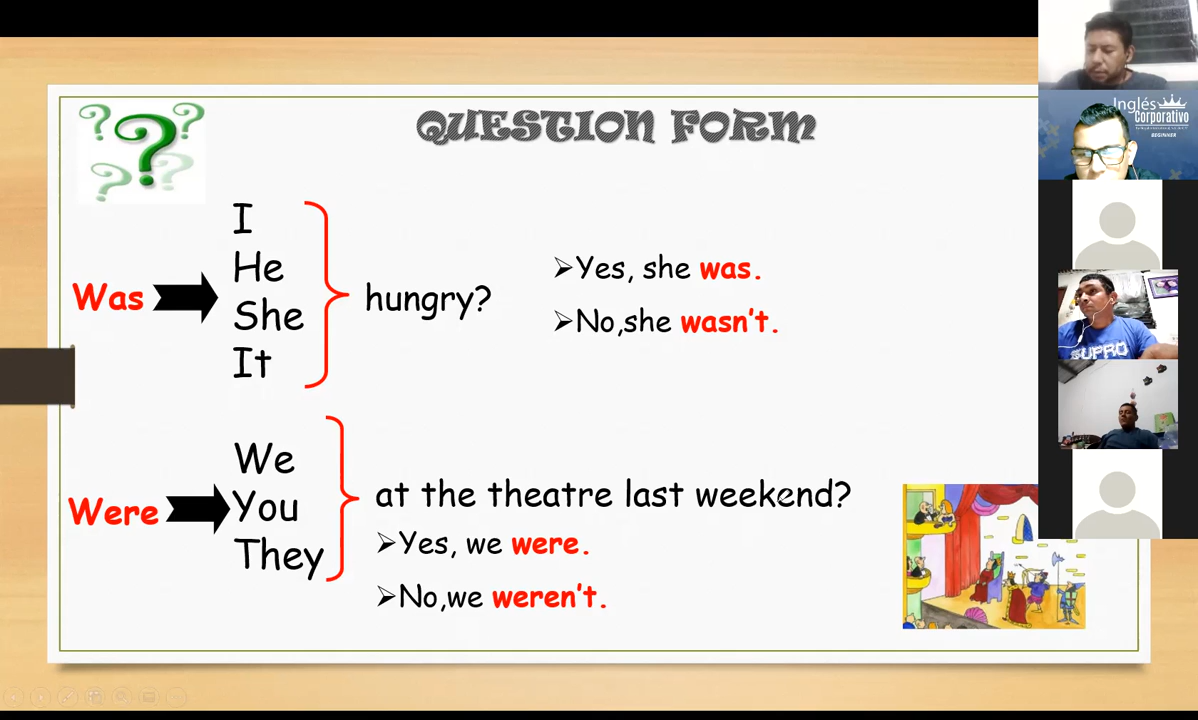 QUESTION FORM
I
He
Was She hungry?
It
Yes, she was.
No,she wasn't.
We
Were You at the theatre last weekend?
They
Yes, we were.
No,we weren't.
Inglés
Corporativo
BEGINNER
SUPRO